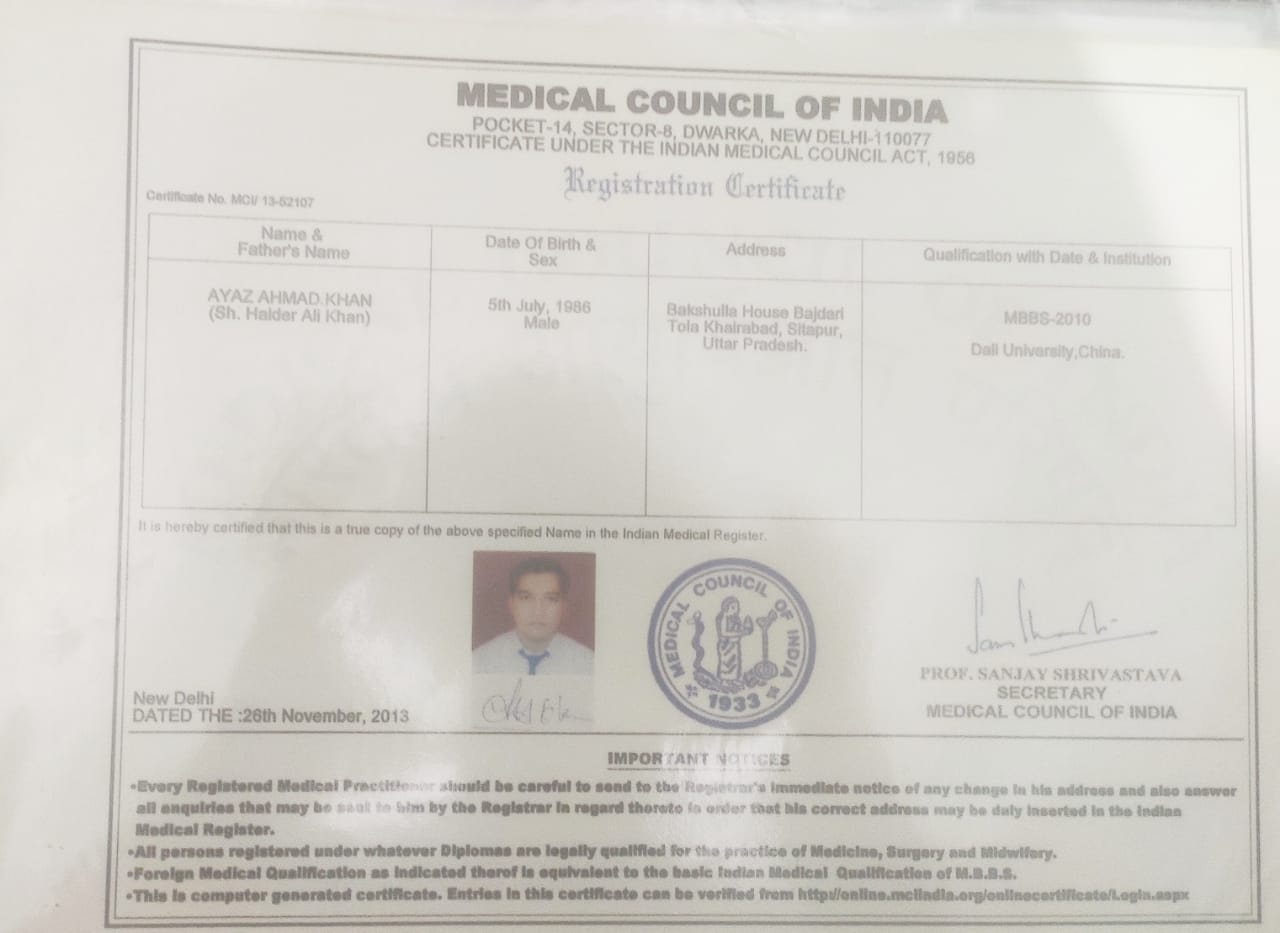 MEDICAL COUNCIL OF INDIA
POCKET-14, SECTOR-8, DWARKA, NEW DELHI-110077
CERTIFICATE UNDER THE INDIAN MEDICAL COUNCIL ACT, 1956
Registration Certificate
Certificate No. MCI/ 13-52107
Name &
Father's Name
Date Of Birth &
Sex
Address
Qualification with Date & Institution
AYAZ AHMAD KHAN
(Sh. Haider Ali Khan)
5th July, 1986
Male
Bakshulla House Bajdari
Tola Khairabad, Sitapur,
Uttar Pradesh.
MBBS-2010
Dali University,China.
It is hereby certified that this is a true copy of the above specified Name in the Indian Medical Register.
MEDICAL COUNCIL OF INDIA
1933
PROF. SANJAY SHRIVASTAVA
SECRETARY
MEDICAL COUNCIL OF INDIA
New Delhi
DATED THE :26th November, 2013
IMPORTANT NOTICES
•Every Registered Medical Practitioner should be careful to send to the Registrar's immediate notice of any change in his address and also answer
all enquiries that may be sent to him by the Registrar in regard thereto in order that his correct address may be duly inserted in the Indian
Medical Register.
•All persons registered under whatever Diplomas are legally qualified for the practice of Medicine, Surgery and Midwifery.
•Foreign Medical Qualification as indicated therof is equivalent to the basic Indian Medical Qualification of M.B.B.S.
•This is computer generated certificate. Entries in this certificate can be verified from http://online.mciindia.org/onlinecertificate/Login.aspx